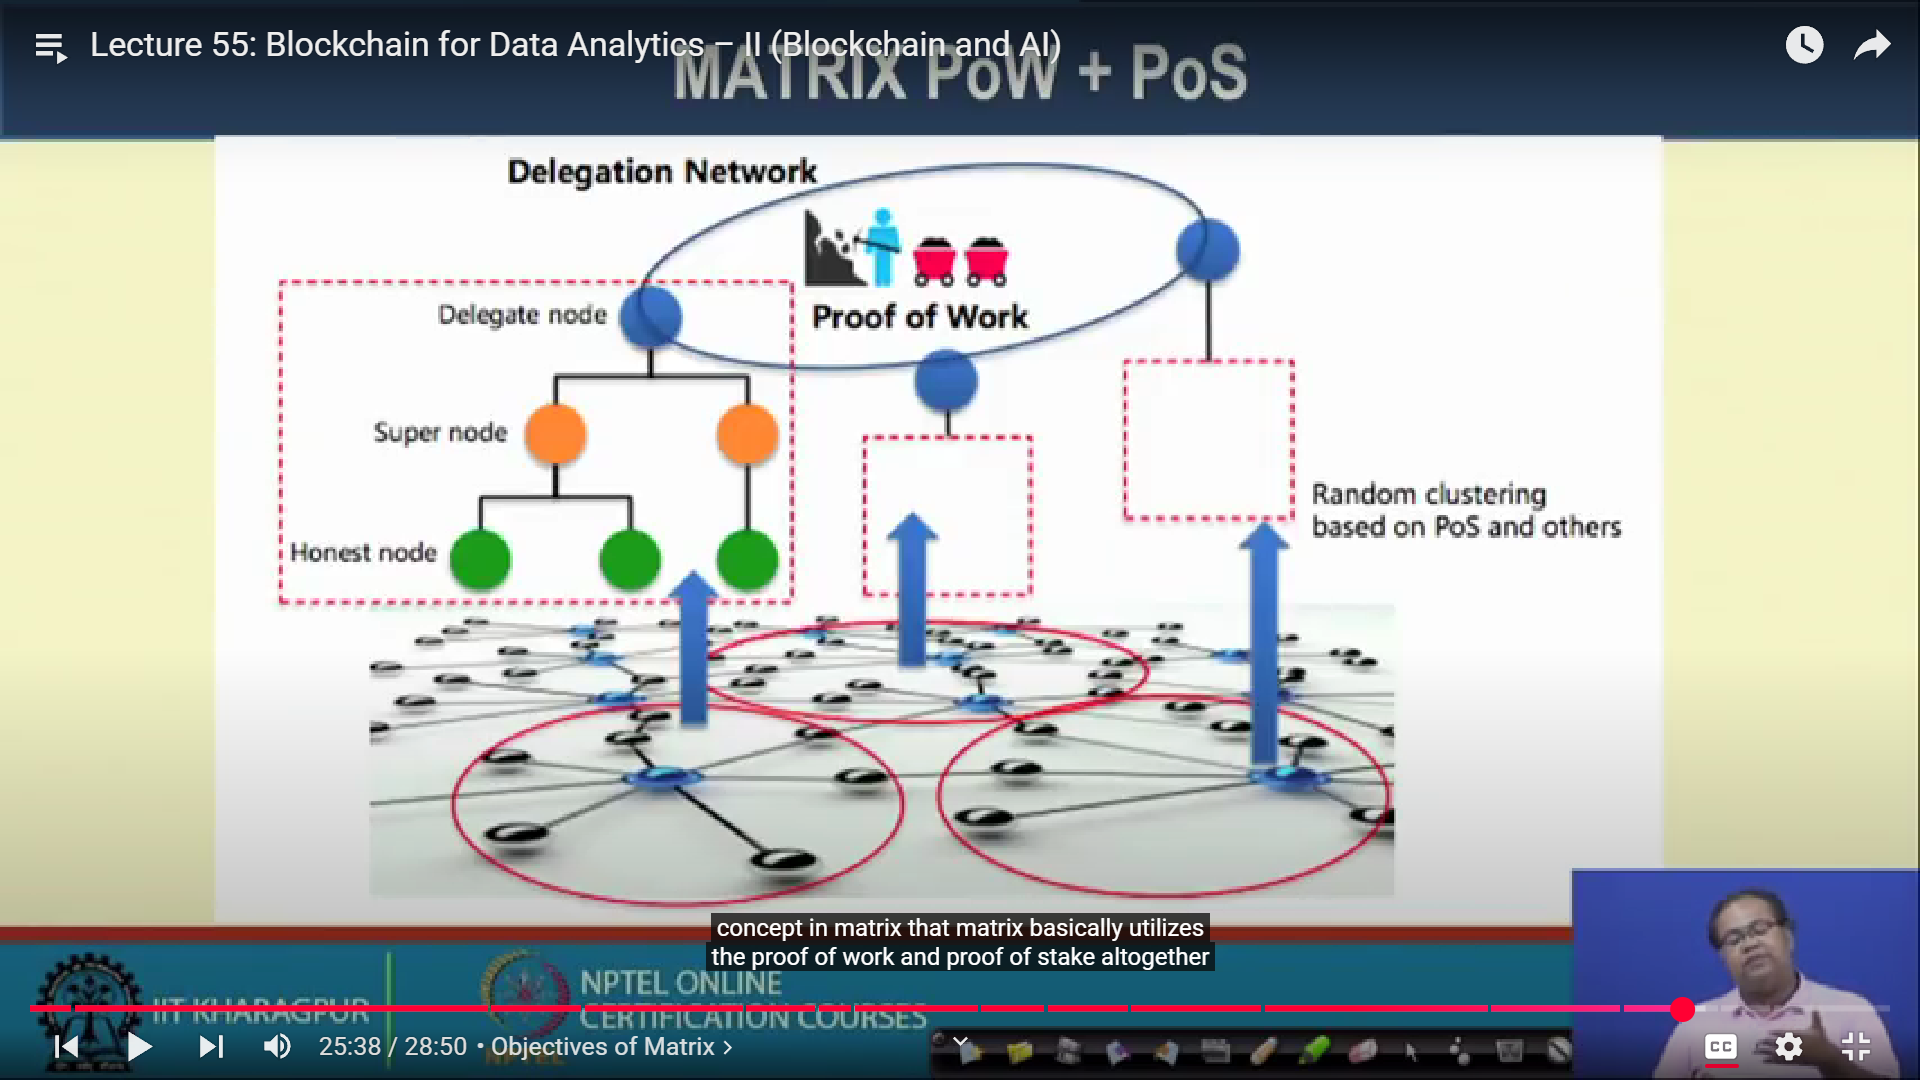 Lecture 55: Blockchain for Data Analytics – II (Blockchain and AI)
MATRIX PoW + PoS
Delegation Network
Proof of Work
Delegate node
Super node
Honest node
Random clustering
based on PoS and others
concept in matrix that matrix basically utilizes
the proof of work and proof of stake altogether
IIT KHARAGPUR
NPTEL ONLINE
CERTIFICATION COURSES
NPTEL
25:38 / 28:50 • Objectives of Matrix >
CC